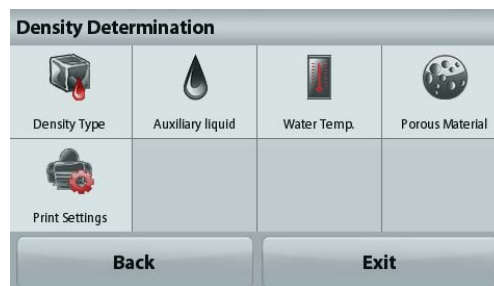 Density Determination
Density Type
Auxiliary liquid
Water Temp.
Porous Material
Print Settings
Back
Exit